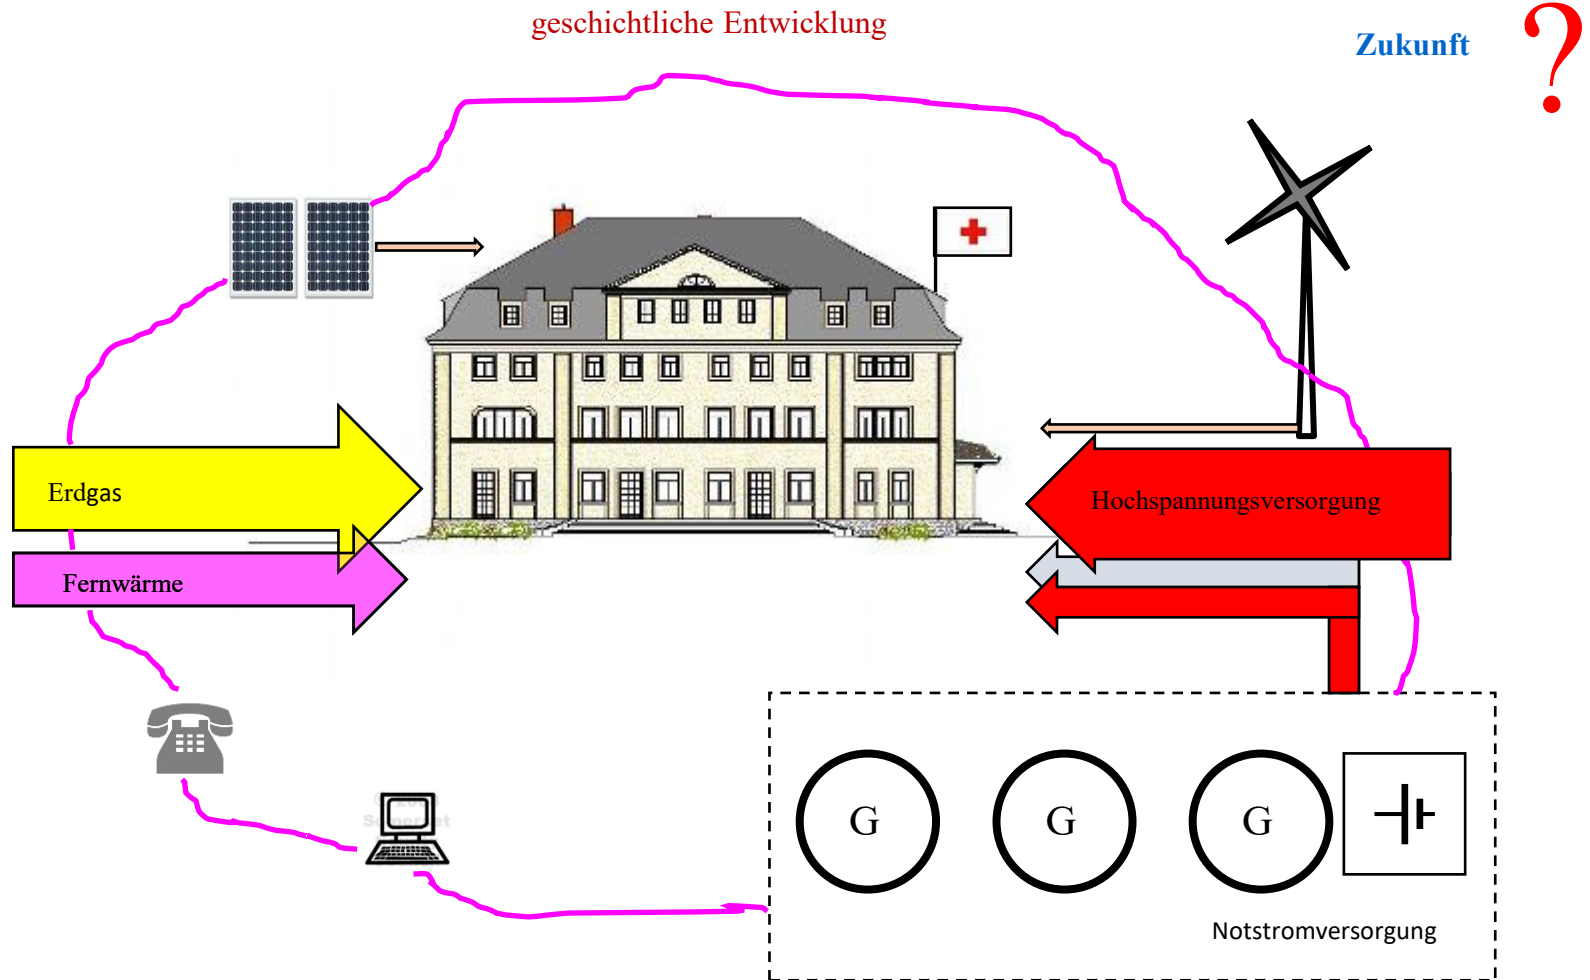 geschichtliche Entwicklung
Zukunft
?
Erdgas
Hochspannungsversorgung
Fernwärme
G
G
G
Notstromversorgung